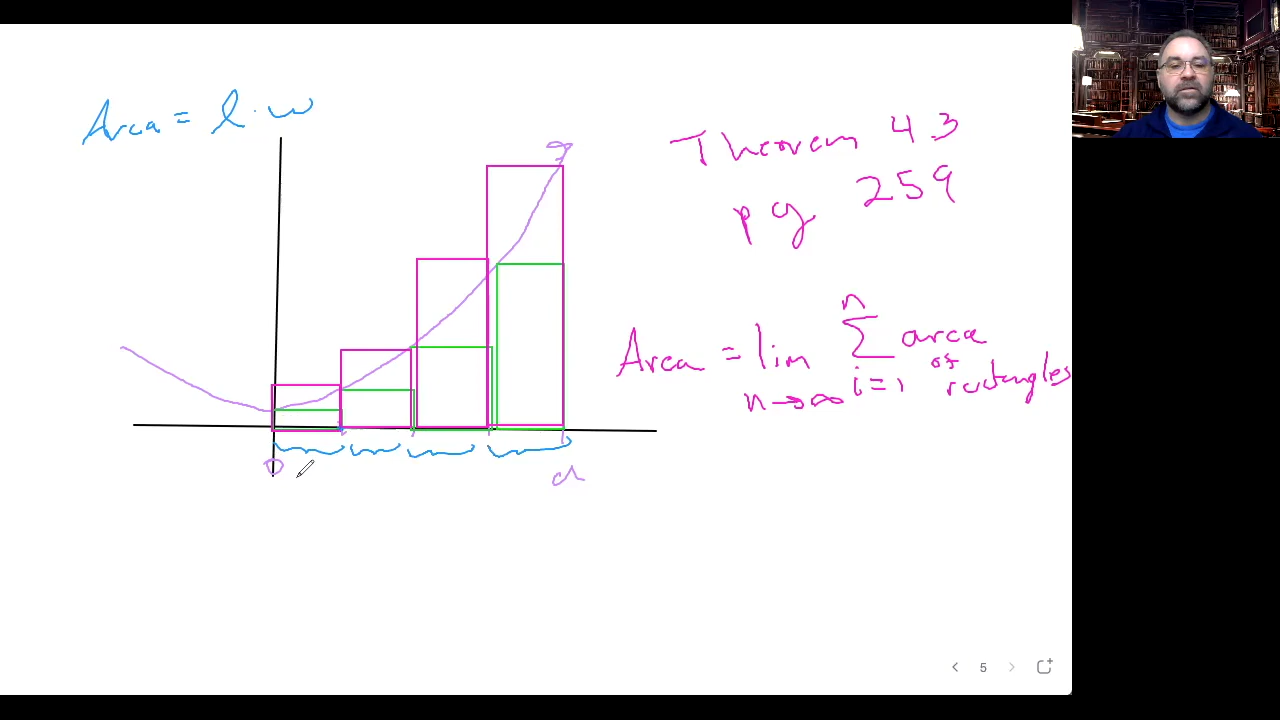 Area = l · w
Theorem 4.3
pg 259
n
Area = lim Σ area
of
n→∞ i=1 rectangles
0
a
5